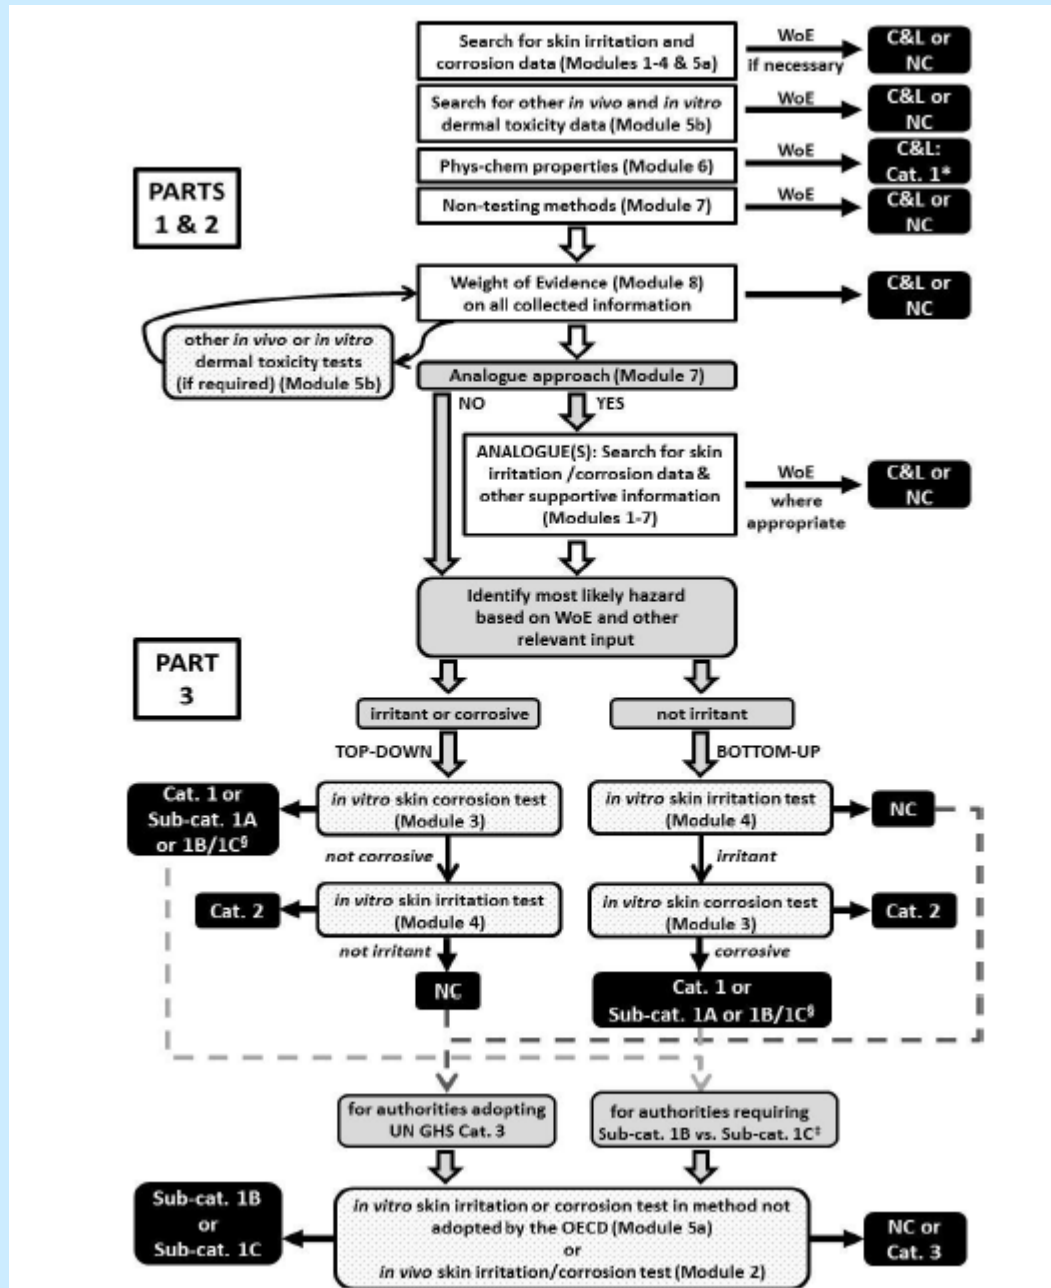 Search for skin irritation and
corrosion data (Modules 1-4 & 5a)
WoE
if necessary
C&L or
NC
Search for other in vivo and in vitro
dermal toxicity data (Module 5b)
WoE
C&L or
NC
Phys-chem properties (Module 6)
WoE
C&L:
Cat. 1*
PARTS
1 & 2
Non-testing methods (Module 7)
WoE
C&L or
NC
Weight of Evidence (Module 8)
on all collected information
C&L or
NC
other in vivo or in vitro
dermal toxicity tests
(if required) (Module 5b)
Analogue approach (Module 7)
NO
YES
ANALOGUE(S): Search for skin
irritation /corrosion data &
other supportive information
(Modules 1-7)
WoE
where
appropriate
C&L or
NC
Identify most likely hazard
based on WoE and other
relevant input
PART
3
irritant or corrosive
not irritant
TOP-DOWN
BOTTOM-UP
Cat. 1 or
Sub-cat. 1A
or 1B/1C§
in vitro skin corrosion test
(Module 3)
in vitro skin irritation test
(Module 4)
NC
not corrosive
irritant
Cat. 2
in vitro skin irritation test
(Module 4)
in vitro skin corrosion test
(Module 3)
Cat. 2
not irritant
corrosive
NC
Cat. 1 or
Sub-cat. 1A or 1B/1C§
for authorities adopting
UN GHS Cat. 3
for authorities requiring
Sub-cat. 1B vs. Sub-cat. 1C‡
Sub-cat. 1B
or
Sub-cat. 1C
in vitro skin irritation or corrosion test in method not
adopted by the OECD (Module 5a)
or
in vivo skin irritation/corrosion test (Module 2)
NC or
Cat. 3